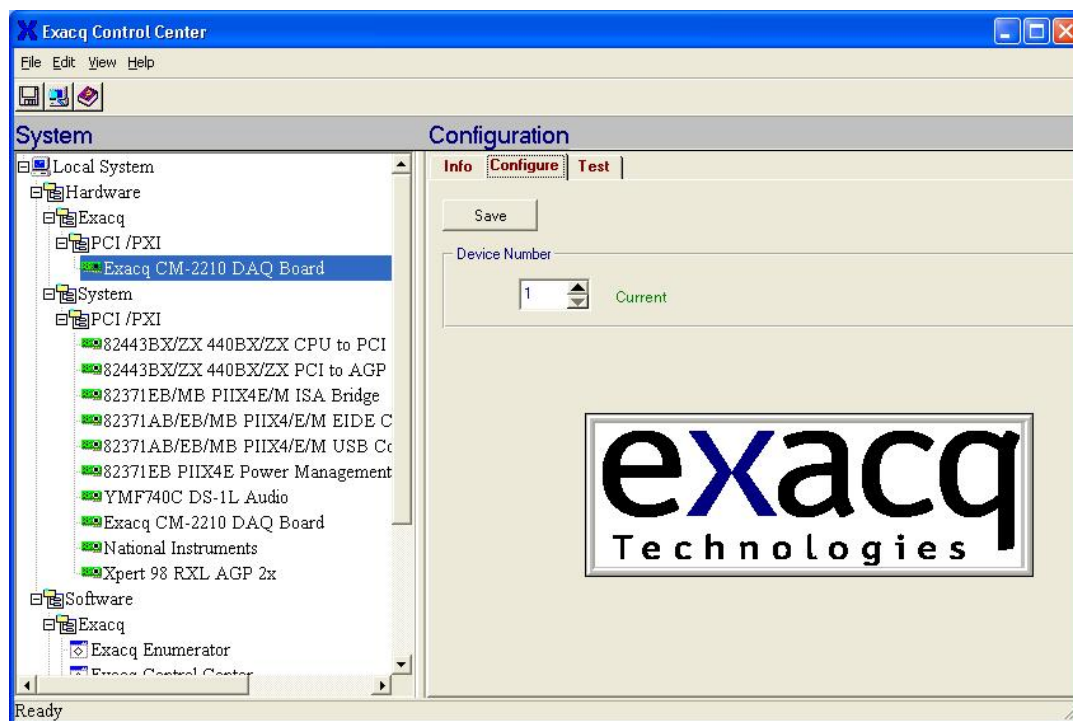 Exacq Control Center
File Edit View Help
System
Local System
Hardware
Exacq
PCI /PXI
Exacq CM-2210 DAQ Board
System
PCI /PXI
82443BX/ZX 440BX/ZX CPU to PCI
82443BX/ZX 440BX/ZX PCI to AGP
82371EB/MB PIIX4E/M ISA Bridge
82371AB/EB/MB PIIX4/E/M EIDE C
82371AB/EB/MB PIIX4/E/M USB Co
82371EB PIIX4E Power Management
YMF740C DS-1L Audio
Exacq CM-2210 DAQ Board
National Instruments
Xpert 98 RXL AGP 2x
Software
Exacq
Exacq Enumerator
Exacq Control Center
Configuration
Info Configure Test
Save
Device Number
1 Current
exacq
Technologies
Ready